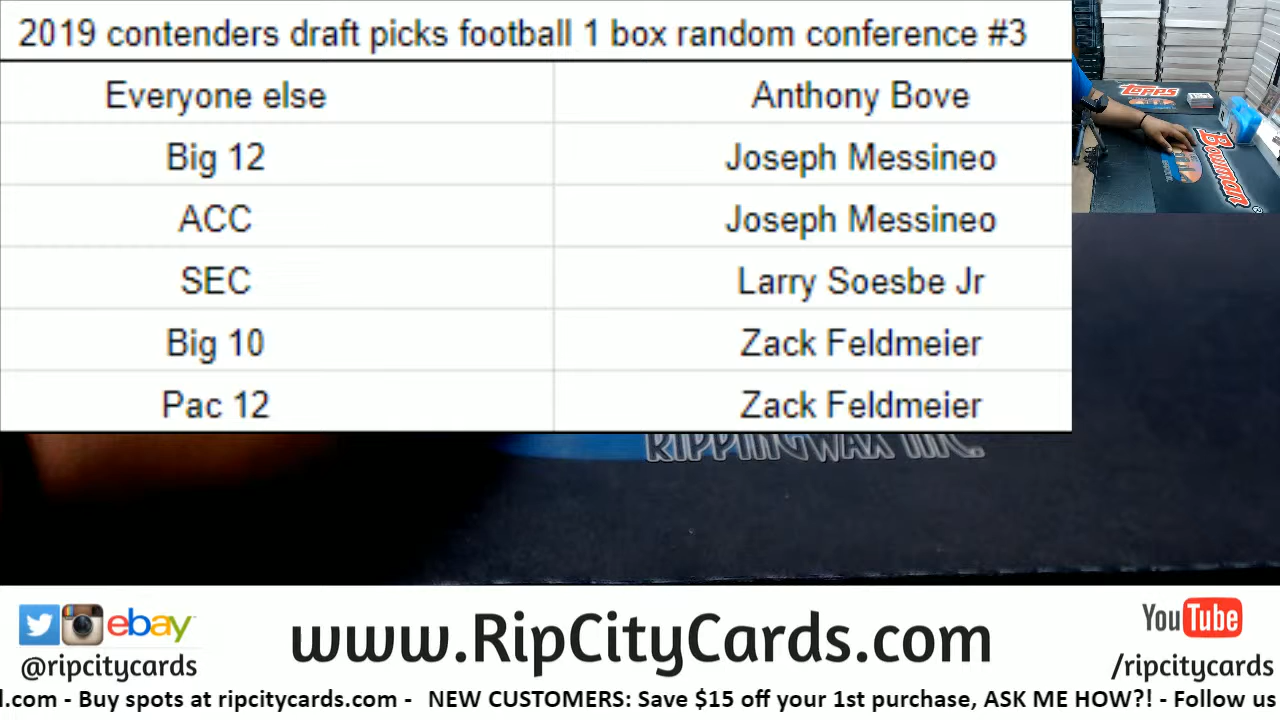 2019 contenders draft picks football 1 box random conference #3
Everyone else Anthony Bove
Big 12 Joseph Messineo
ACC Joseph Messineo
SEC Larry Soesbe Jr
Big 10 Zack Feldmeier
Pac 12 Zack Feldmeier
TOPPS
BOWMAN
RIPPINGWAX INC.
ebay
@ripcitycards
www.RipCityCards.com
YouTube
/ripcitycards
l.com - Buy spots at ripcitycards.com - NEW CUSTOMERS: Save $15 off your 1st purchase, ASK ME HOW?! - Follow us